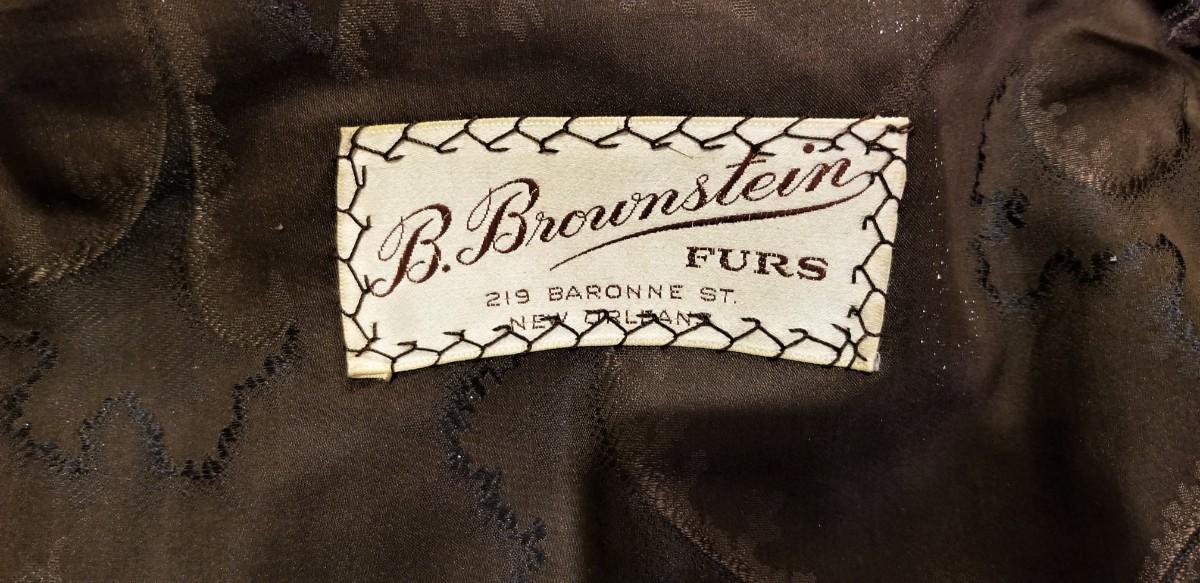 B. Brownstein
FURS
219 BARONNE ST.
NEW ORLEANS